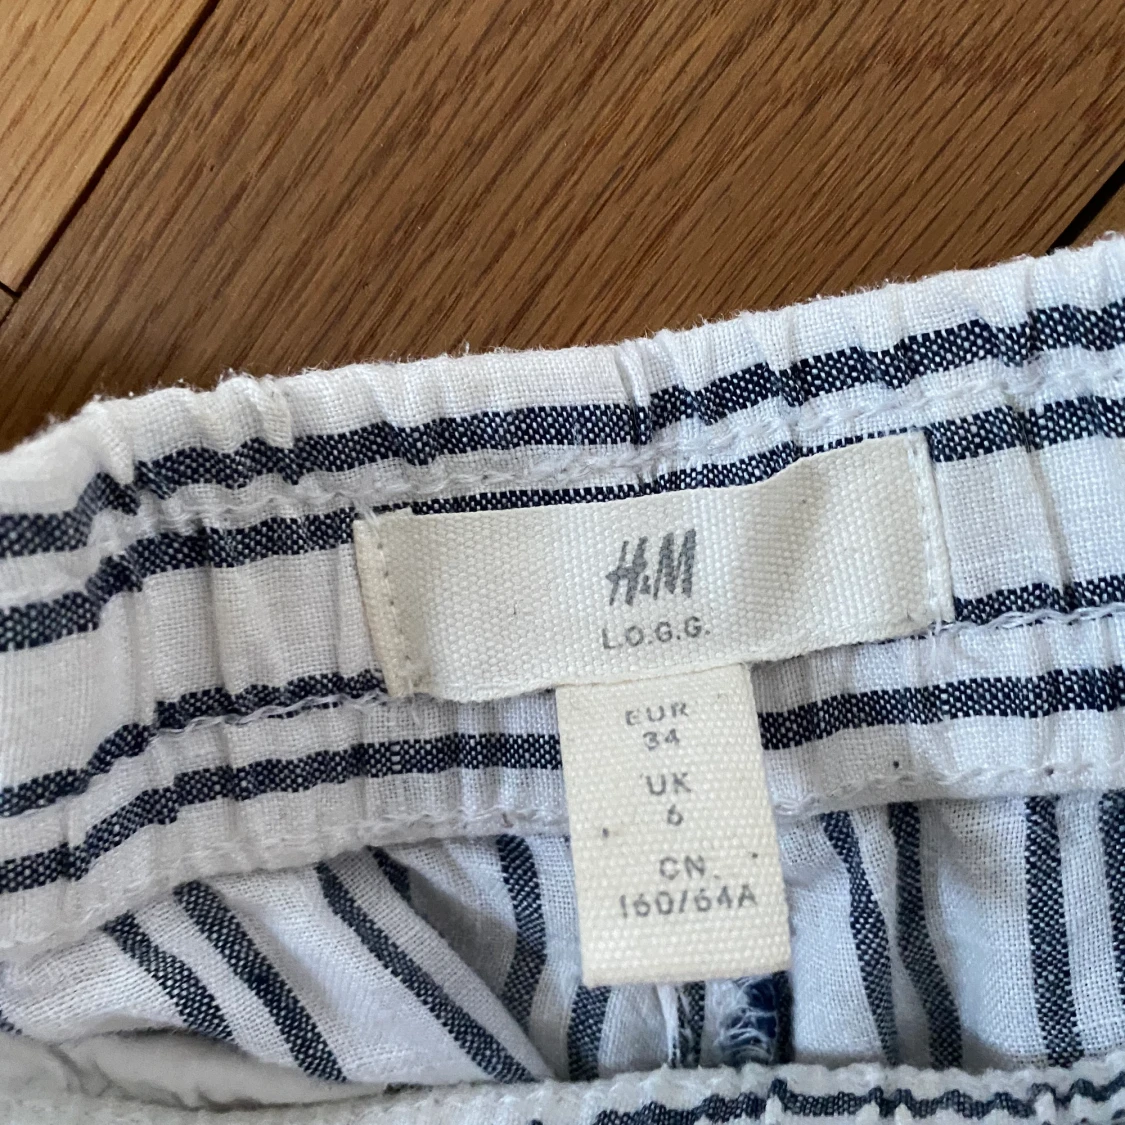 H&M
L.O.G.G.
EUR
34
UK
6
CN.
160/64A